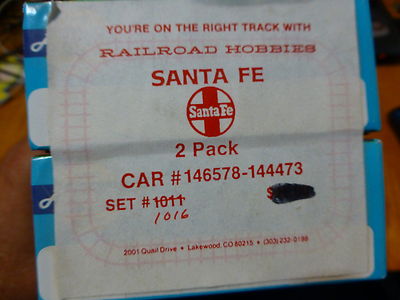 YOU'RE ON THE RIGHT TRACK WITH
RAILROAD HOBBIES
SANTA FE
Santa Fe
2 Pack
CAR # 146578-144473
SET # 1011
1016
2001 Quail Drive • Lakewood, CO 80215 • (303) 232-0198